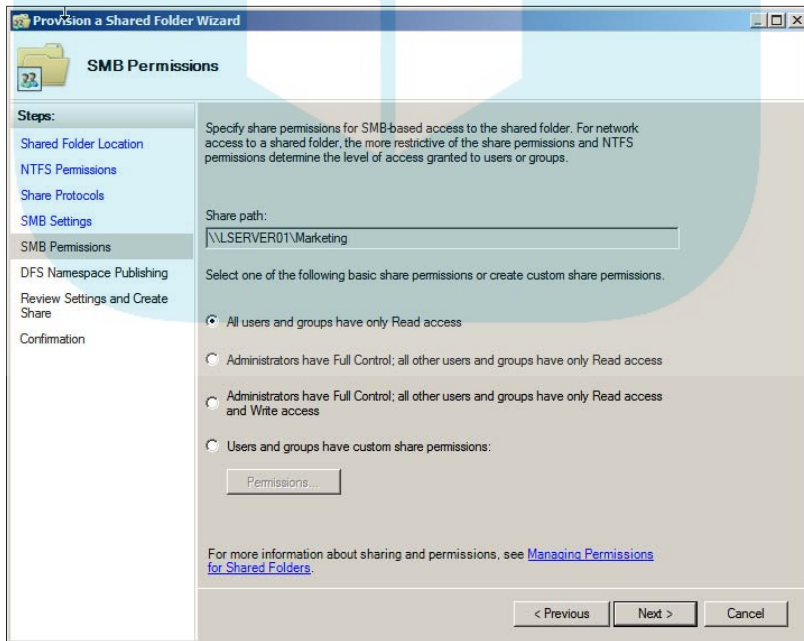 Provision a Shared Folder Wizard
SMB Permissions
Steps:
Shared Folder Location
NTFS Permissions
Share Protocols
SMB Settings
SMB Permissions
DFS Namespace Publishing
Review Settings and Create
Share
Confirmation
Specify share permissions for SMB-based access to the shared folder. For network
access to a shared folder, the more restrictive of the share permissions and NTFS
permissions determine the level of access granted to users or groups.
Share path:
\\LSERVER01\Marketing
Select one of the following basic share permissions or create custom share permissions.
All users and groups have only Read access
Administrators have Full Control; all other users and groups have only Read access
Administrators have Full Control; all other users and groups have only Read access
and Write access
Users and groups have custom share permissions:
Permissions...
For more information about sharing and permissions, see Managing Permissions
for Shared Folders.
< Previous
Next >
Cancel